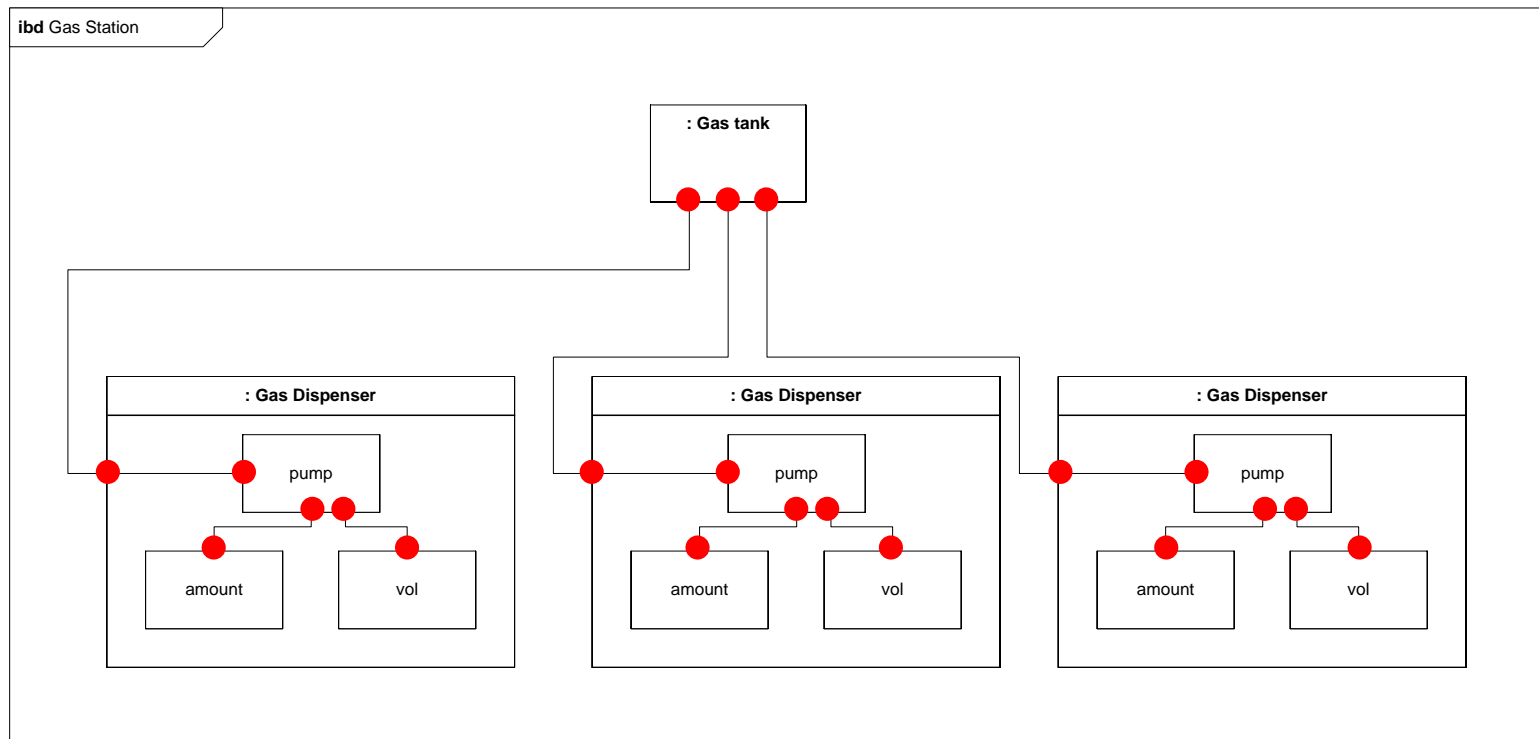 ibd Gas Station
: Gas tank
: Gas Dispenser
pump
amount
vol
: Gas Dispenser
pump
amount
vol
: Gas Dispenser
pump
amount
vol